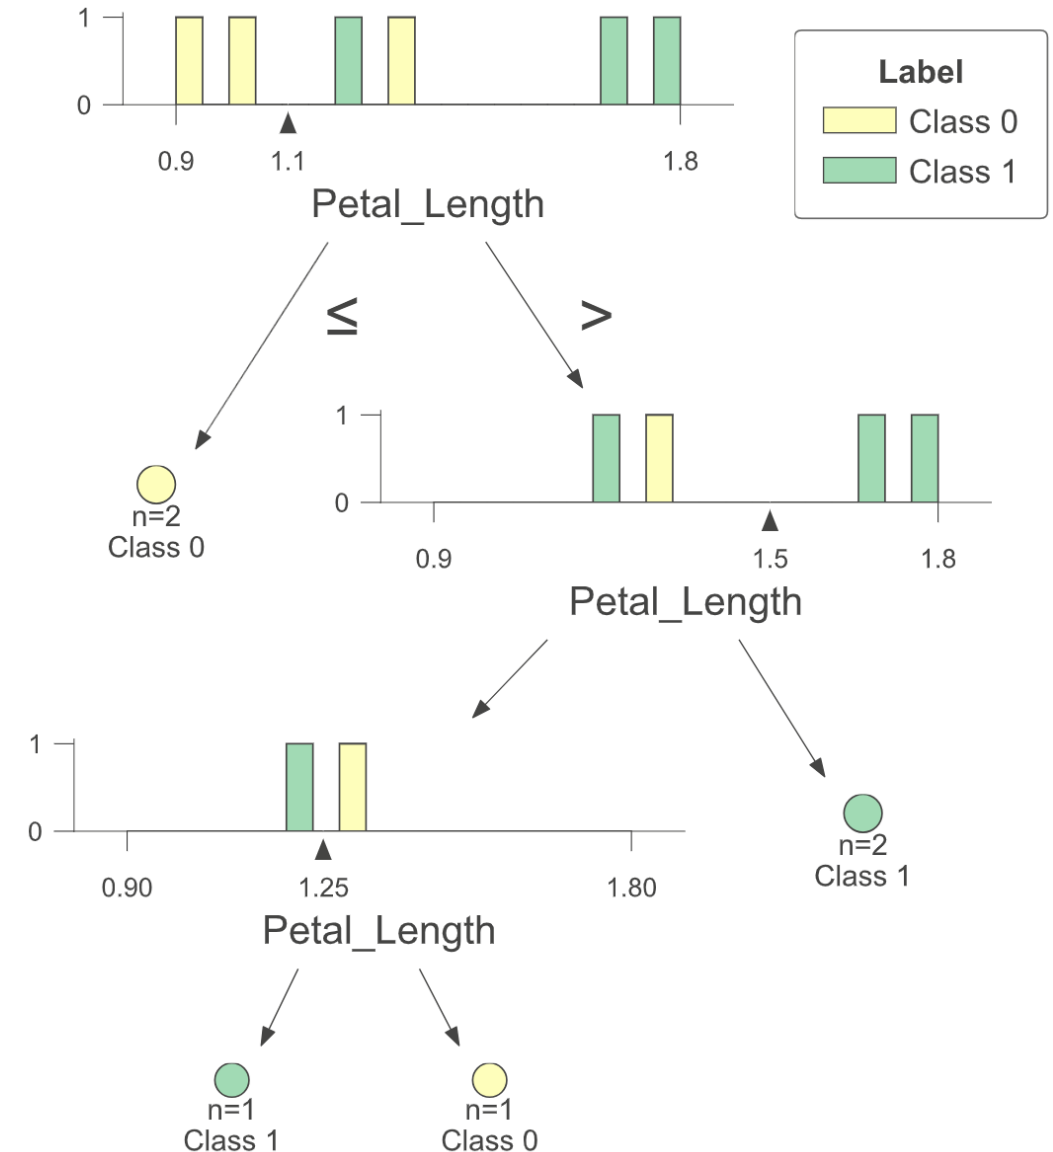 1
0
0.9 1.1 1.8
Petal_Length
Label
Class 0
Class 1
≤ >
1
0
0.9 1.5 1.8
Petal_Length
n=2
Class 0
1
0
0.90 1.25 1.80
Petal_Length
n=2
Class 1
n=1
Class 1
n=1
Class 0